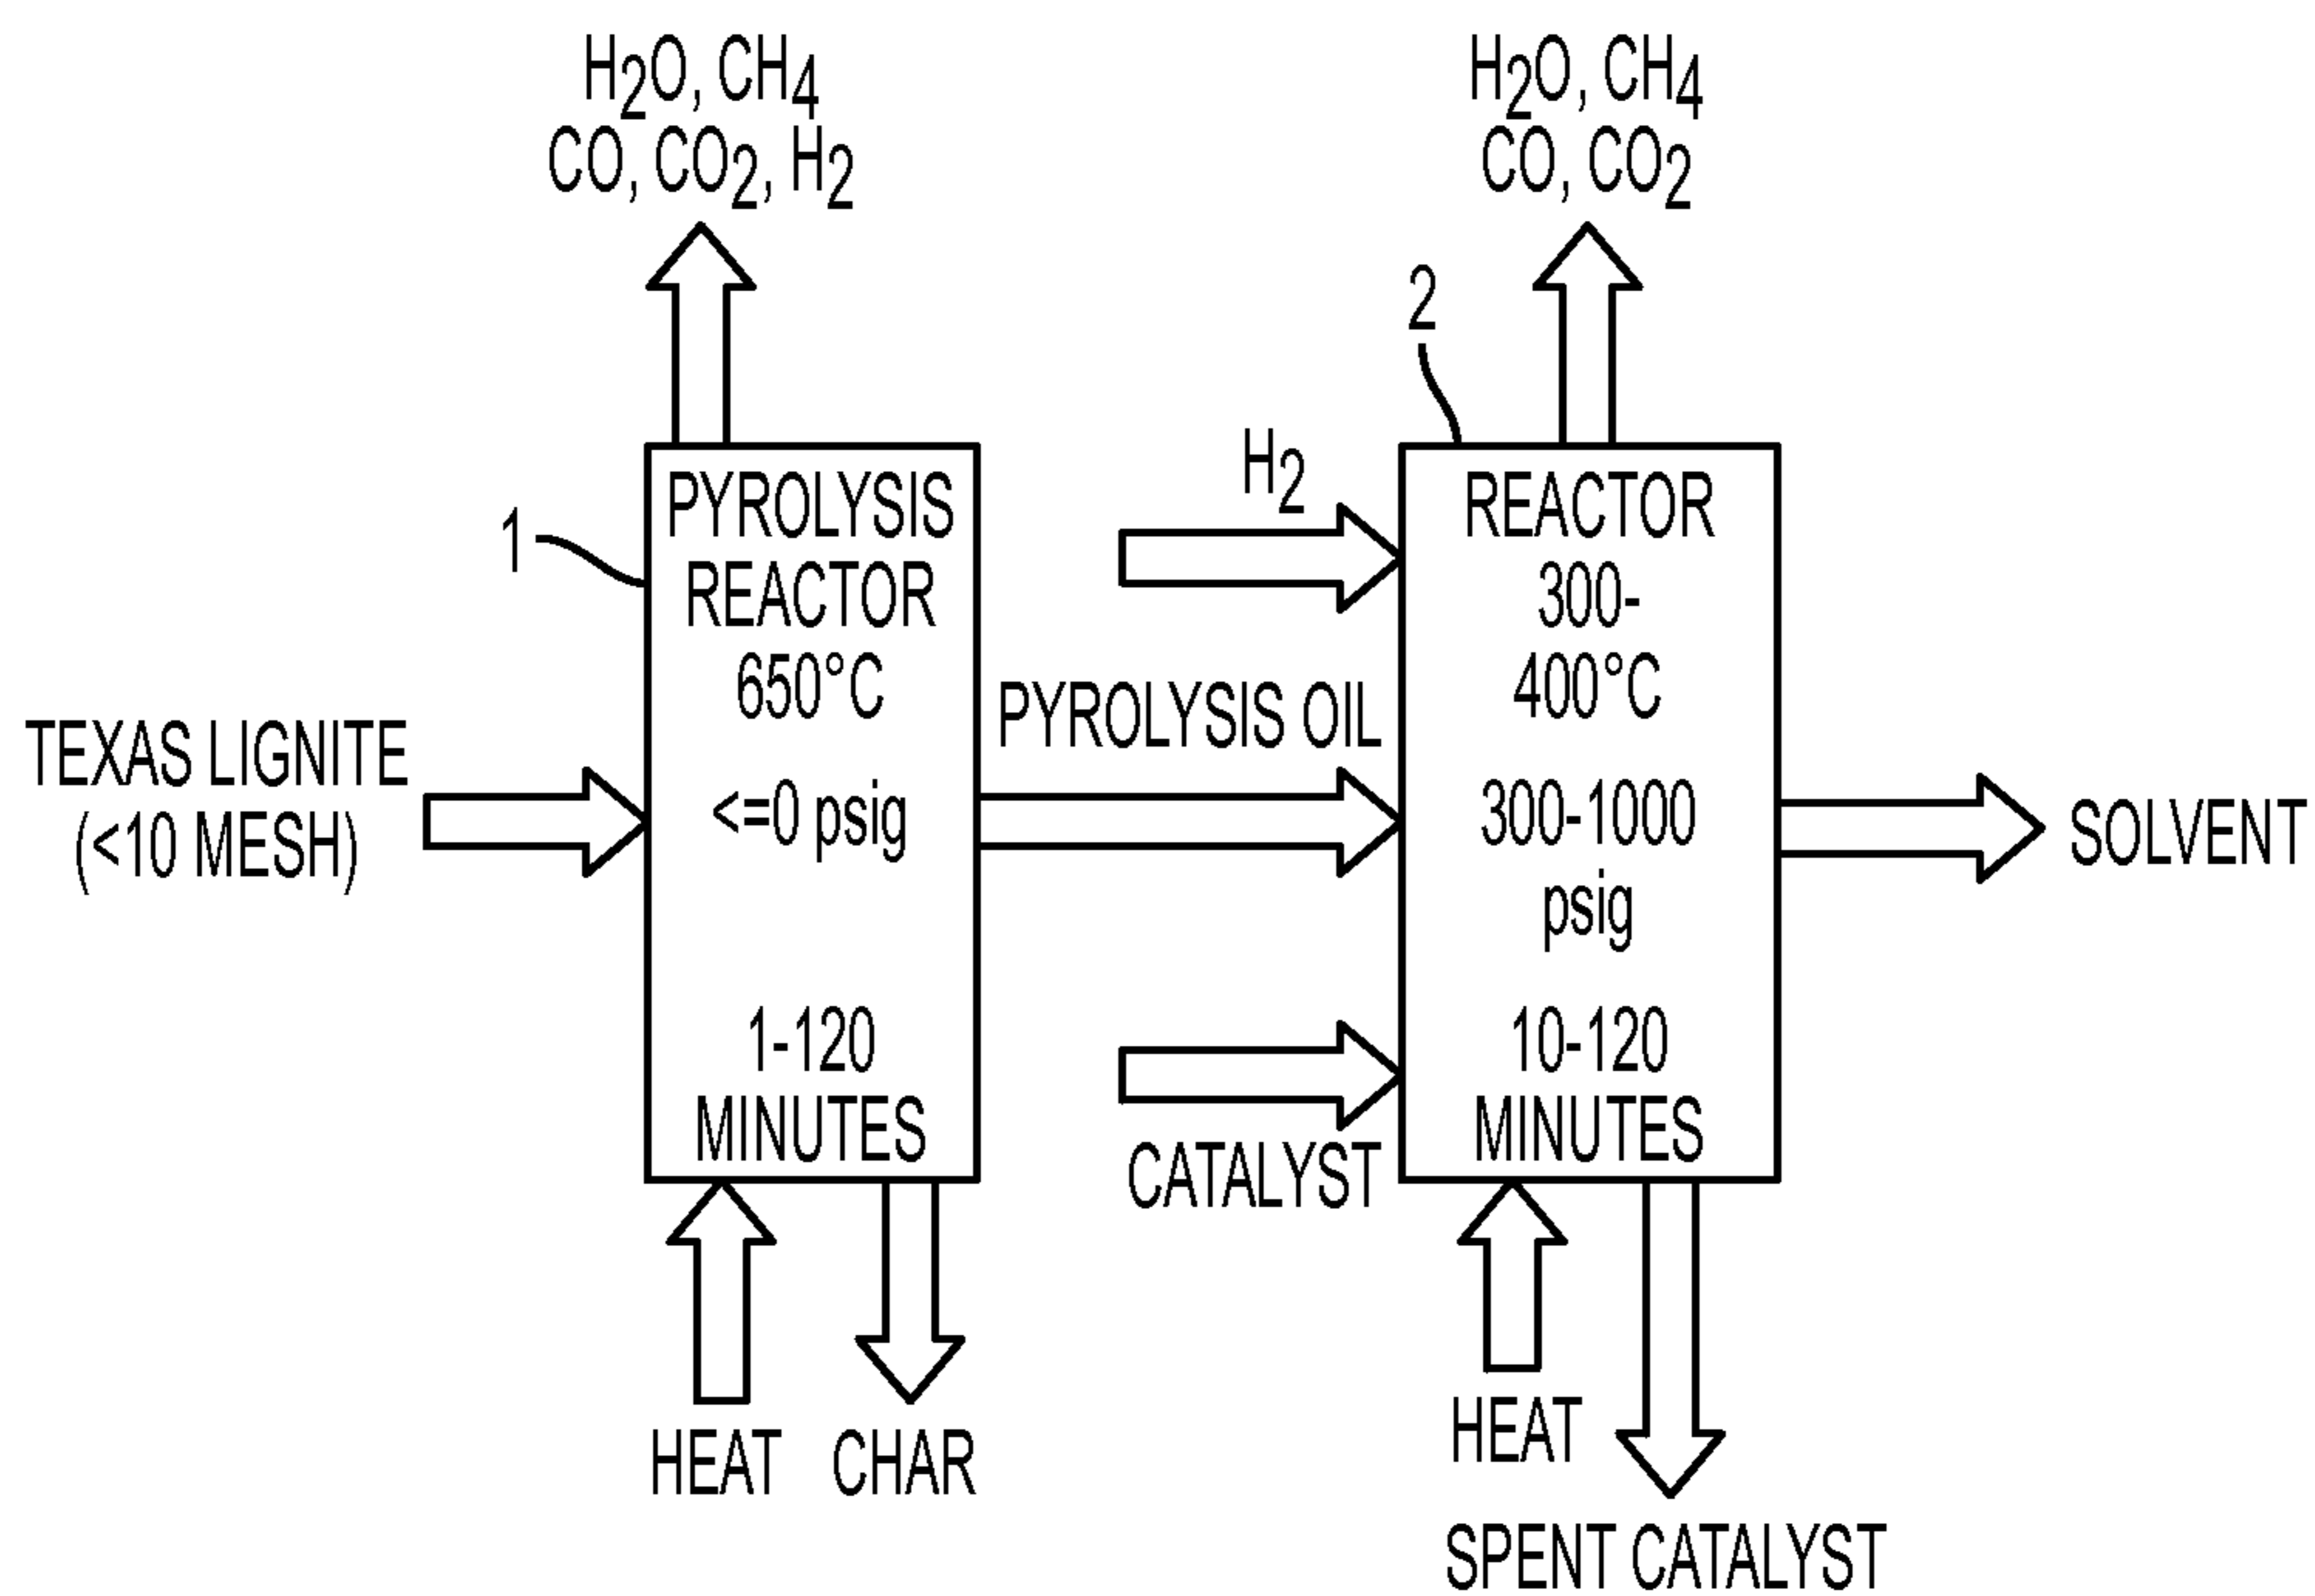 H2O, CH4
CO, CO2, H2
H2O, CH4
CO, CO2
2
H2
1
PYROLYSIS
REACTOR
650°C
<=0 psig
1-120
MINUTES
REACTOR
300-
400°C
300-1000
psig
10-120
MINUTES
TEXAS LIGNITE
(<10 MESH)
PYROLYSIS OIL
SOLVENT
CATALYST
HEAT
CHAR
HEAT
SPENT CATALYST